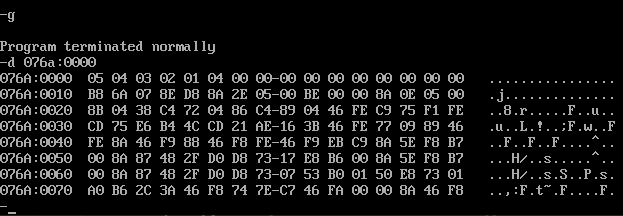 -g
Program terminated normally
-d 076a:0000
076A:0000 05 04 03 02 01 04 00 00-00 00 00 00 00 00 00 00 ................
076A:0010 B8 6A 07 8E D8 8A 2E 05-00 BE 00 00 8A 0E 05 00 .j..............
076A:0020 8B 04 38 C4 72 04 86 C4-89 04 46 FE C9 75 F1 FE ..8.r.....F..u..
076A:0030 CD 75 E6 B4 4C CD 21 AE-16 3B 46 FE 77 09 89 46 .u..L.!..;F.w..F
076A:0040 FE 8A 46 F9 88 46 F8 FE-46 F9 EB C9 8A 5E F8 B7 ..F..F..F....^..
076A:0050 00 8A 87 48 2F D0 D8 73-17 E8 B6 00 8A 5E F8 B7 ...H/..s.....^..
076A:0060 00 8A 87 48 2F D0 D8 73-07 53 B0 01 50 E8 73 01 ...H/..s.S..P.s.
076A:0070 A0 B6 2C 3A 46 F8 74 7E-C7 46 FA 00 00 8A 46 F8 ..,:F.t~.F....F.
-